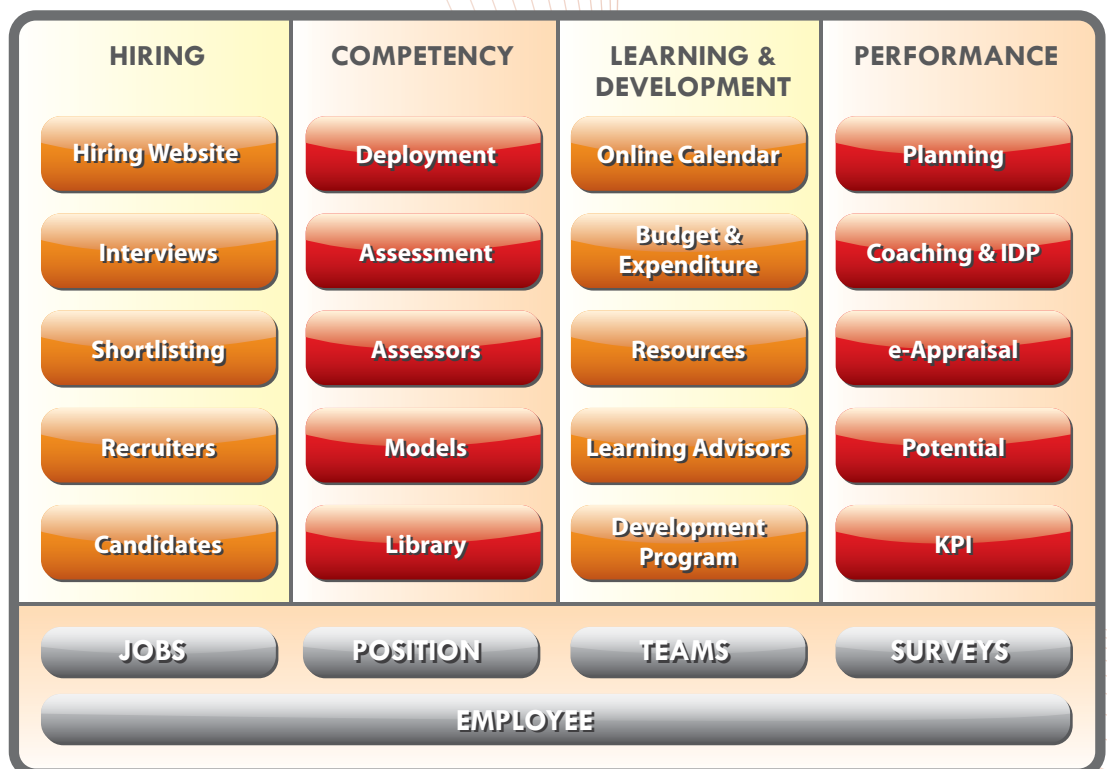 HIRING
Hiring Website
Interviews
Shortlisting
Recruiters
Candidates
COMPETENCY
Deployment
Assessment
Assessors
Models
Library
LEARNING &
DEVELOPMENT
Online Calendar
Budget &
Expenditure
Resources
Learning Advisors
Development
Program
PERFORMANCE
Planning
Coaching & IDP
e-Appraisal
Potential
KPI
JOBS
POSITION
TEAMS
SURVEYS
EMPLOYEE